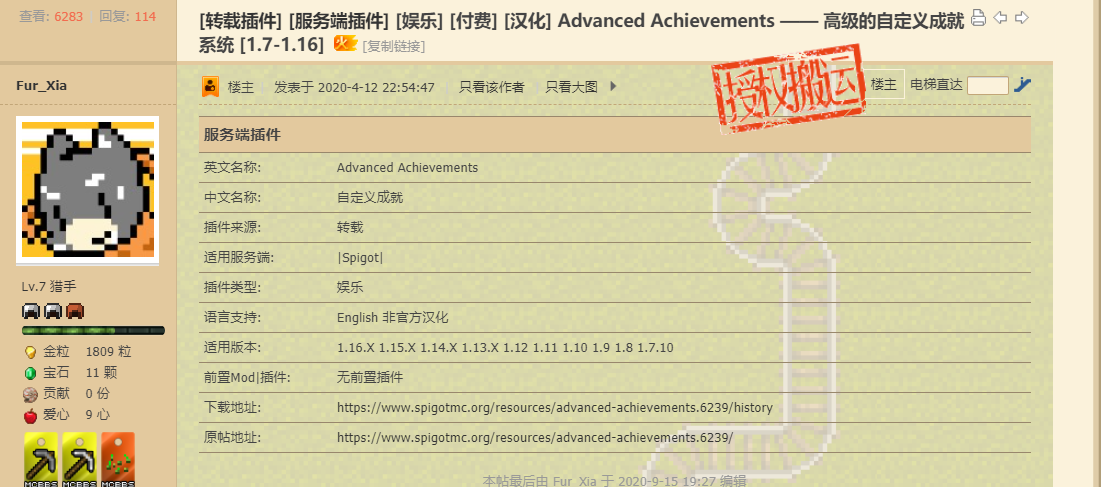 查看: 6283 回复: 114
[转载插件] [服务端插件] [娱乐] [付费] [汉化] Advanced Achievements —— 高级的自定义成就
系统 [1.7-1.16] 火 [复制链接]
Fur_Xia
楼主 发表于 2020-4-12 22:54:47 只看该作者 只看大图 楼主 电梯直达
授权搬运
服务端插件
英文名称: Advanced Achievements
中文名称: 自定义成就
插件来源: 转载
适用服务端: |Spigot|
插件类型: 娱乐
语言支持: English 非官方汉化
适用版本: 1.16.X 1.15.X 1.14.X 1.13.X 1.12 1.11 1.10 1.9 1.8 1.7.10
前置Mod|插件: 无前置插件
下载地址: https://www.spigotmc.org/resources/advanced-achievements.6239/history
原帖地址: https://www.spigotmc.org/resources/advanced-achievements.6239/
本帖最后由 Fur_Xia 于 2020-9-15 19:27 编辑
Lv.7 猎手
金粒 1809 粒
宝石 11 颗
贡献 0 份
爱心 9 心
MCBBS MCBBS MCBBS